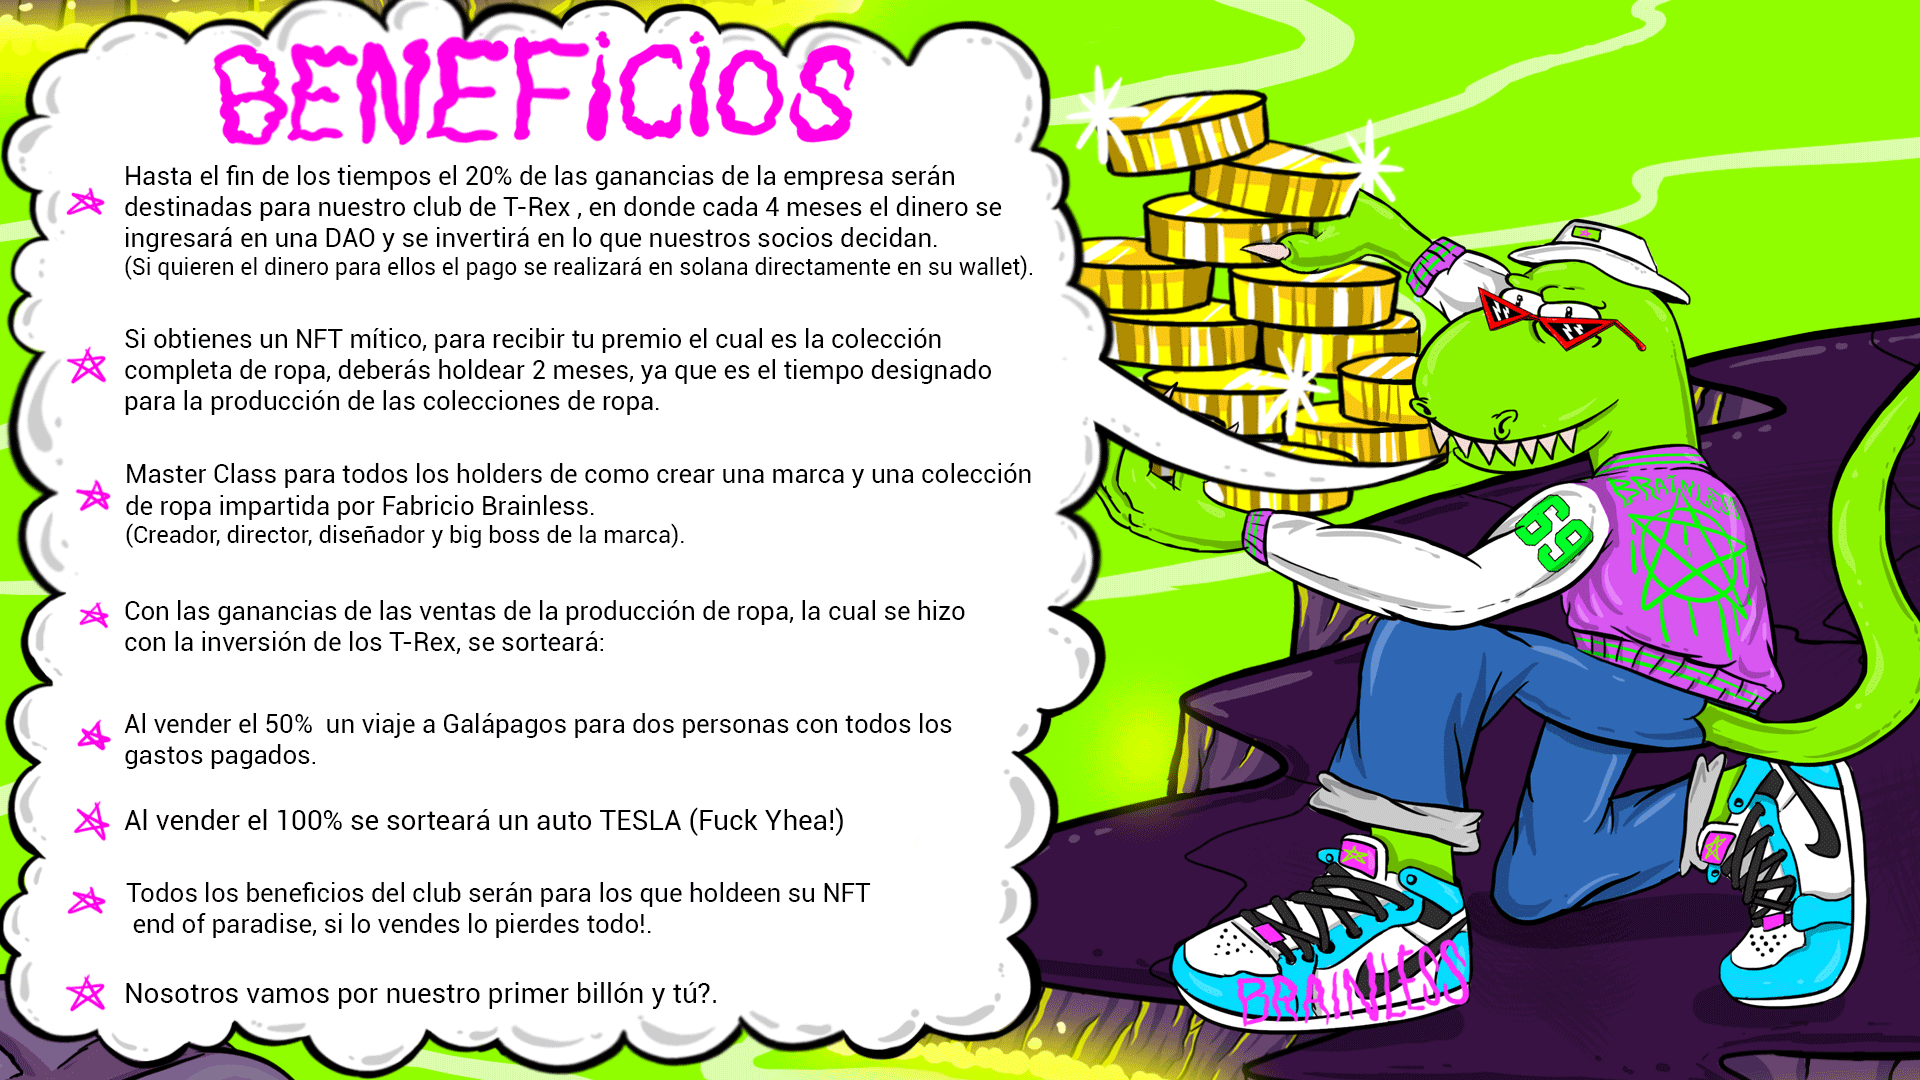 BENEFiCiOS
Hasta el fin de los tiempos el 20% de las ganancias de la empresa serán
destinadas para nuestro club de T-Rex , en donde cada 4 meses el dinero se
ingresará en una DAO y se invertirá en lo que nuestros socios decidan.
(Si quieren el dinero para ellos el pago se realizará en solana directamente en su wallet).
Si obtienes un NFT mítico, para recibir tu premio el cual es la colección
completa de ropa, deberás holdear 2 meses, ya que es el tiempo designado
para la producción de las colecciones de ropa.
Master Class para todos los holders de como crear una marca y una colección
de ropa impartida por Fabricio Brainless.
(Creador, director, diseñador y big boss de la marca).
Con las ganancias de las ventas de la producción de ropa, la cual se hizo
con la inversión de los T-Rex, se sorteará:
Al vender el 50%  un viaje a Galápagos para dos personas con todos los
gastos pagados.
Al vender el 100% se sorteará un auto TESLA (Fuck Yhea!)
Todos los beneficios del club serán para los que holdeen su NFT
end of paradise, si lo vendes lo pierdes todo!.
Nosotros vamos por nuestro primer billón y tú?.
BRAINLESS
69
BRAINLESS